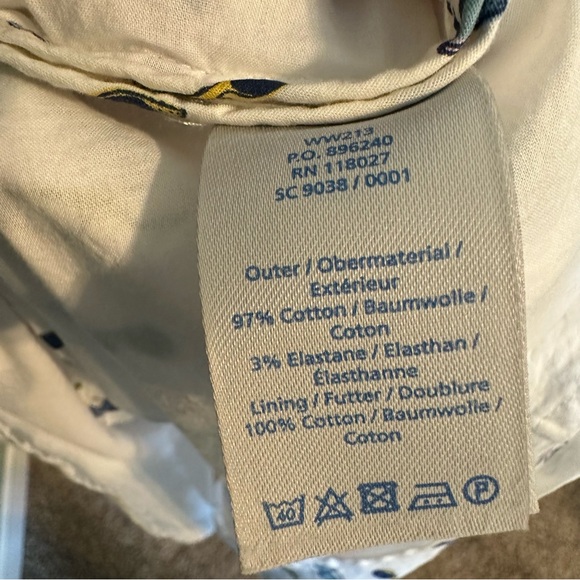 WW213
P.O. 896240
RN 118027
SC 9038 / 0001
Outer / Obermaterial /
Extérieur
97% Cotton / Baumwolle /
Coton
3% Elastane / Elasthan /
Élasthanne
Lining / Futter / Doublure
100% Cotton / Baumwolle /
Coton
40 P